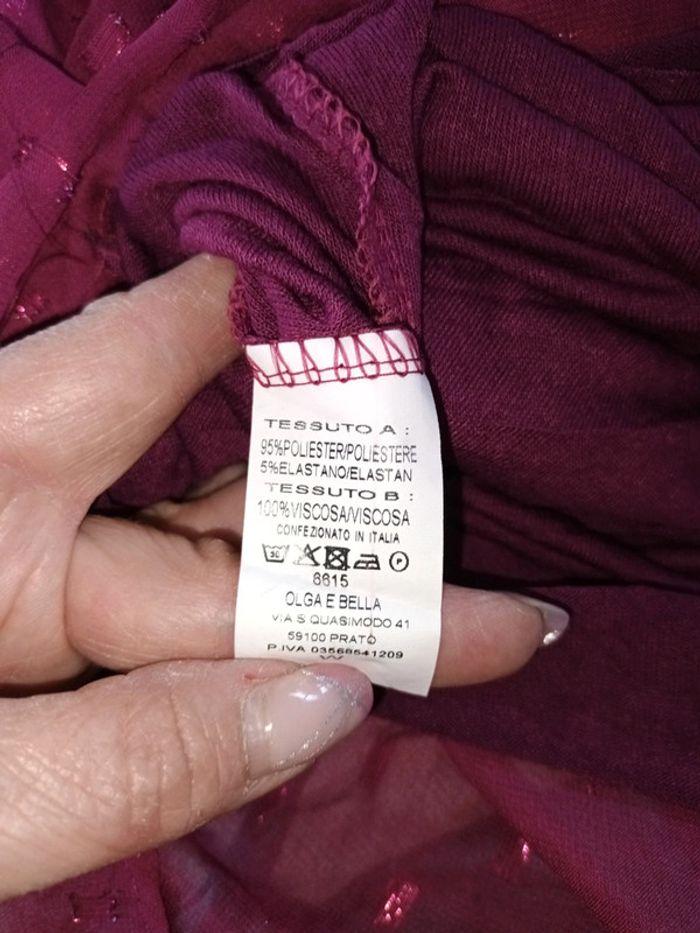 TESSUTO A :
95%POLIESTER/POLIESTERE
5%ELASTANO/ELASTAN
TESSUTO B :
100%VISCOSA/VISCOSA
CONFEZIONATO IN ITALIA
30 P
8615
OLGA E BELLA
VIA S QUASIMODO 41
59100 PRATO
P.IVA 03568541209